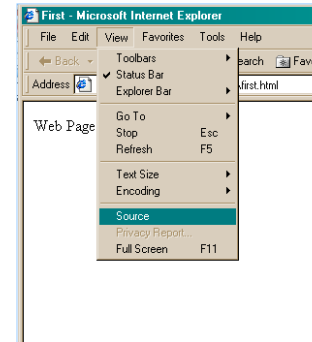 First - Microsoft Internet Explorer
File Edit View Favorites Tools Help
Back Toolbars earch Fav
Status Bar
Address Explorer Bar \first.html
Go To
Web Page
Stop Esc
Refresh F5
Text Size
Encoding
Source
Privacy Report...
Full Screen F11